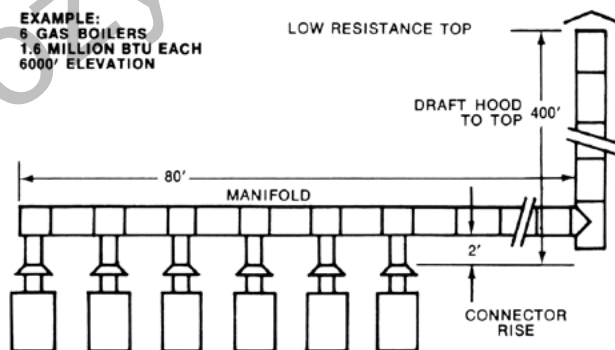 EXAMPLE:
6 GAS BOILERS
1.6 MILLION BTU EACH
6000' ELEVATION
LOW RESISTANCE TOP
DRAFT HOOD
TO TOP
400'
80'
MANIFOLD
2'
CONNECTOR
RISE